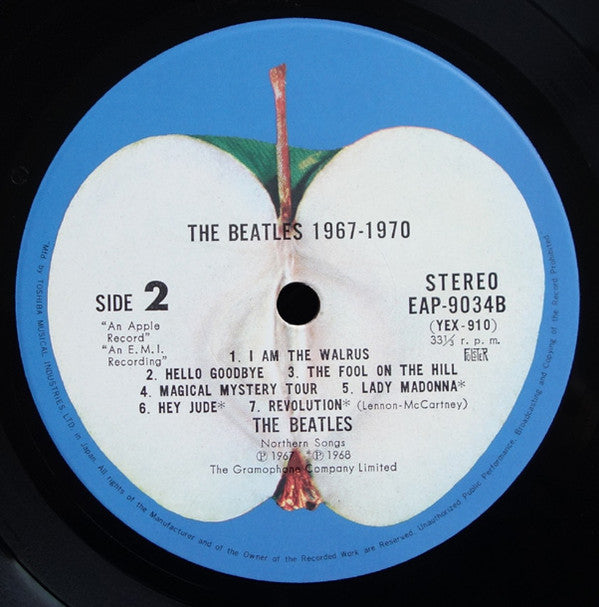 THE BEATLES 1967-1970
SIDE 2
STEREO
EAP-9034B
(YEX-910)
33⅓ r. p. m.
"An Apple
Record"
"An E.M.I.
Recording"
1. I AM THE WALRUS
2. HELLO GOODBYE 3. THE FOOL ON THE HILL
4. MAGICAL MYSTERY TOUR 5. LADY MADONNA*
6. HEY JUDE* 7. REVOLUTION* (Lennon-McCartney)
THE BEATLES
Northern Songs
Ⓟ 1967 *Ⓟ 1968
The Gramophone Company Limited
Mfd by TOSHIBA MUSICAL INDUSTRIES LTD. in Japan. All rights of the Manufacturer and of the Owner of the Recorded Work are Reserved. Unauthorized Public Performance, Broadcasting and Copying of the Record Prohibited